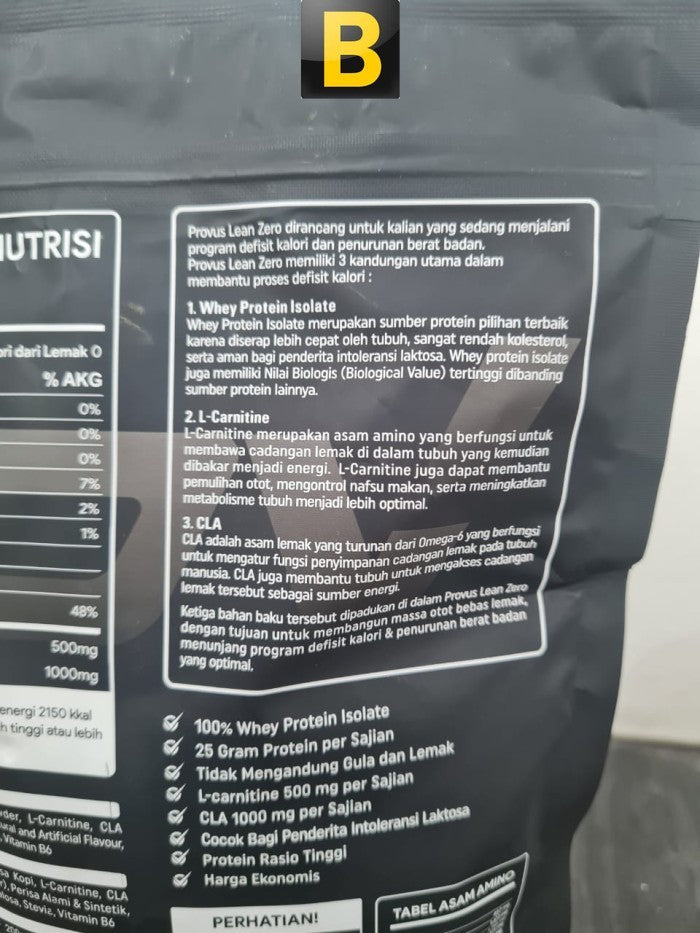 B
NUTRISI
ori dari Lemak 0
% AKG
0%
0%
0%
7%
2%
1%
48%
500mg
1000mg
energi 2150 kkal
h tinggi atau lebih
L-Carnitine, CLA
and Artificial Flavour,
Vitamin B6
Kopi, L-Carnitine, CLA
Perisa Alami & Sintetik,
Vitamin B6
Provus Lean Zero dirancang untuk kalian yang sedang menjalani
program defisit kalori dan penurunan berat badan.
Provus Lean Zero memiliki 3 kandungan utama dalam
membantu proses defisit kalori :
1. Whey Protein Isolate
Whey Protein Isolate merupakan sumber protein pilihan terbaik
karena diserap lebih cepat oleh tubuh, sangat rendah kolesterol,
serta aman bagi penderita intoleransi laktosa. Whey protein isolate
juga memiliki Nilai Biologis (Biological Value) tertinggi dibanding
sumber protein lainnya.
2. L-Carnitine
L-Carnitine merupakan asam amino yang berfungsi untuk
membawa cadangan lemak di dalam tubuh yang kemudian
dibakar menjadi energi. L-Carnitine juga dapat membantu
pemulihan otot, mengontrol nafsu makan, serta meningkatkan
metabolisme tubuh menjadi lebih optimal.
3. CLA
CLA adalah asam lemak yang turunan dari Omega-6 yang berfungsi
untuk mengatur fungsi penyimpanan cadangan lemak pada tubuh
manusia. CLA juga membantu tubuh untuk mengakses cadangan
lemak tersebut sebagai sumber energi.
Ketiga bahan baku tersebut dipadukan di dalam Provus Lean Zero
dengan tujuan untuk membangun massa otot bebas lemak,
menunjang program defisit kalori & penurunan berat badan
yang optimal.
100% Whey Protein Isolate
25 Gram Protein per Sajian
Tidak Mengandung Gula dan Lemak
L-carnitine 500 mg per Sajian
CLA 1000 mg per Sajian
Cocok Bagi Penderita Intoleransi Laktosa
Protein Rasio Tinggi
Harga Ekonomis
PERHATIAN!
TABEL ASAM AMINO